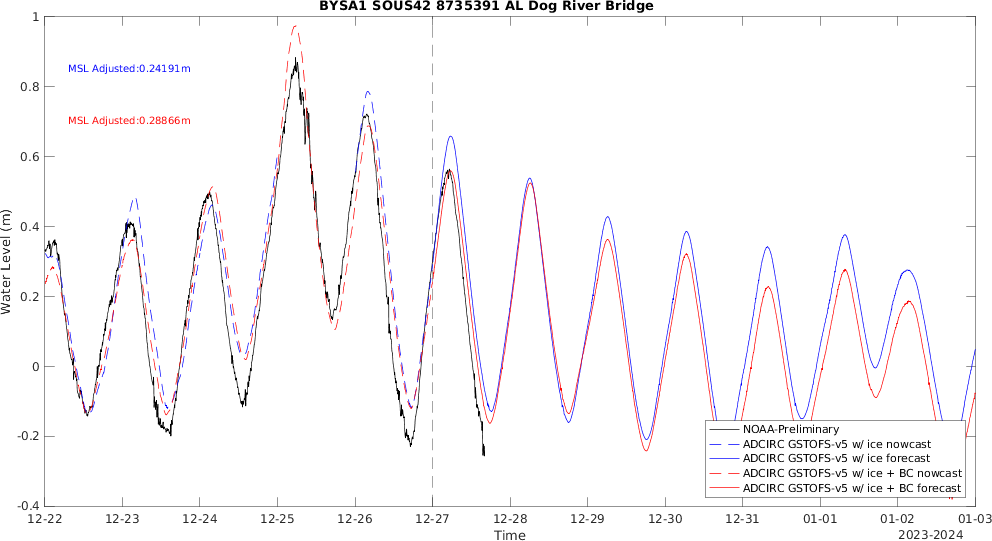 BYSA1 SOUS42 8735391 AL Dog River Bridge
MSL Adjusted:0.24191m
MSL Adjusted:0.28866m
Water Level (m)
1
0.8
0.6
0.4
0.2
0
-0.2
-0.4
NOAA-Preliminary
ADCIRC GSTOFS-v5 w/ ice nowcast
ADCIRC GSTOFS-v5 w/ ice forecast
ADCIRC GSTOFS-v5 w/ ice + BC nowcast
ADCIRC GSTOFS-v5 w/ ice + BC forecast
12-22 12-23 12-24 12-25 12-26 12-27 12-28 12-29 12-30 12-31 01-01 01-02 01-03
Time
2023-2024